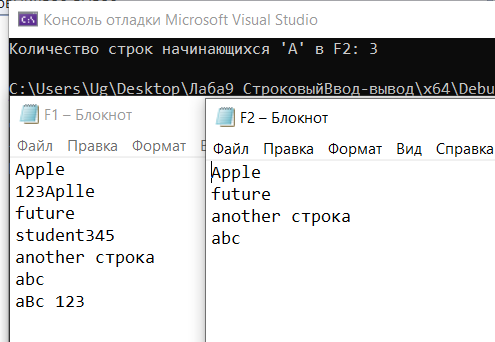 Консоль отладки Microsoft Visual Studio
Количество строк начинающихся 'A' в F2: 3
C:\Users\Ug\Desktop\Лаба9_СтроковыйВвод-вывод\x64\Debu
F1 – Блокнот
Файл Правка Формат
Apple
123Aplle
future
student345
another строка
abc
aBc 123
F2 – Блокнот
Файл Правка Формат Вид Справка
Apple
future
another строка
abc